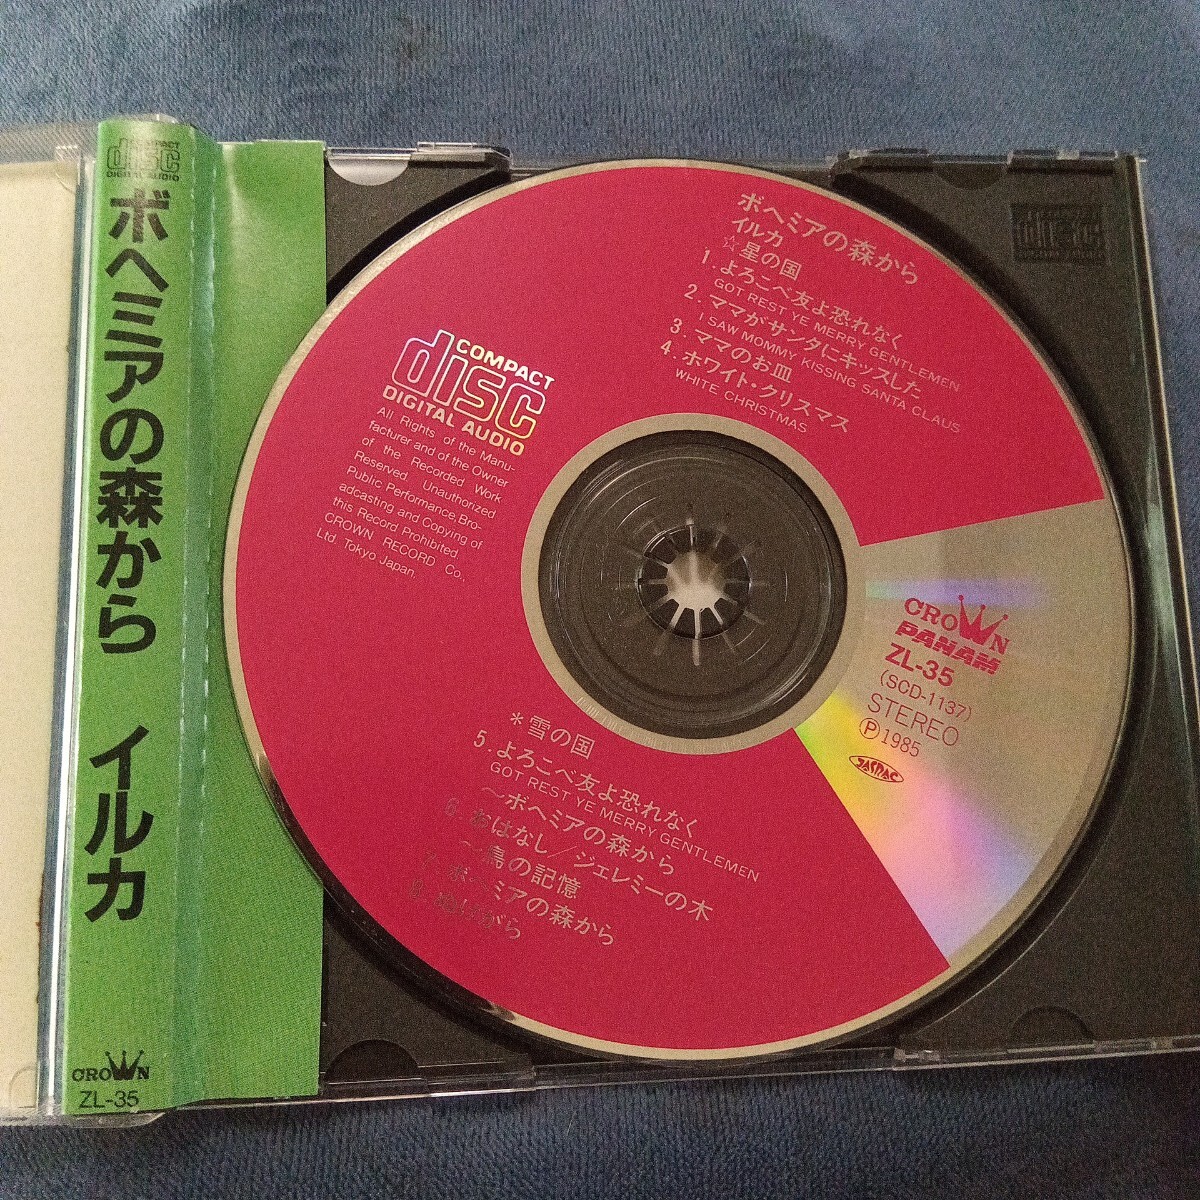 COMPACT
disc
DIGITAL AUDIO
ボヘミアの森から イルカ
CROWN
ZL-35
ボヘミアの森から
イルカ
☆星の国
1. よろこべ友よ恐れなく
GOT REST YE MERRY GENTLEMEN
2. ママがサンタにキッスした
I SAW MOMMY KISSING SANTA CLAUS
3. ママのお皿
4. ホワイト・クリスマス
WHITE CHRISTMAS
COMPACT
disc
DIGITAL AUDIO
All Rights of the Manu-
facturer and of the Owner
of the Recorded Work
Reserved. Unauthorized
Public Performance, Bro-
adcasting and Copying of
this Record Prohibited.
CROWN RECORD Co.,
Ltd. Tokyo. Japan.
CROWN
PANAM
ZL-35
(SCD-1137)
STEREO
Ⓟ1985
JASRAC
＊雪の国
5. よろこべ友よ恐れなく
GOT REST YE MERRY GENTLEMEN
〜ボヘミアの森から
6. おはなし／ジェレミーの木
〜鳥の記憶
7. ボヘミアの森から
8.
disc